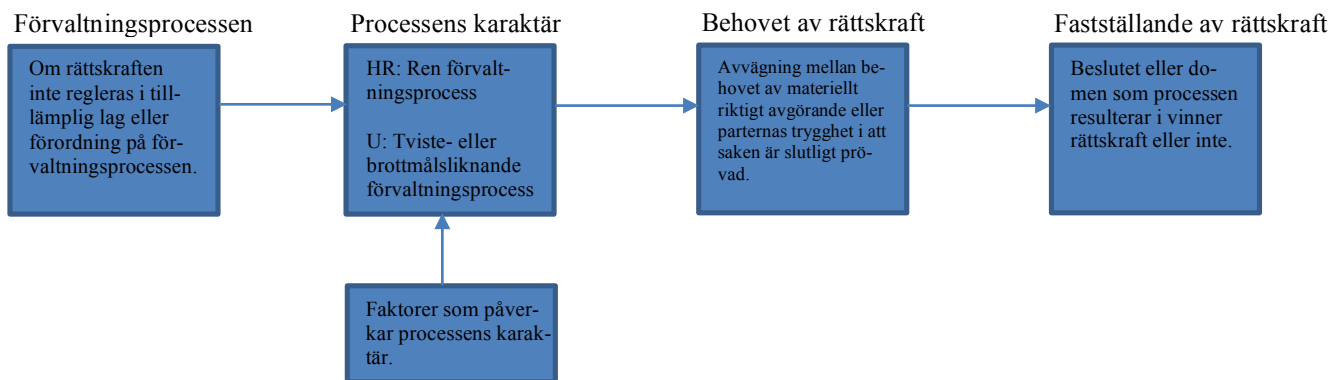 Förvaltningsprocessen
Om rättskraften
inte regleras i till-
lämplig lag eller
förordning på för-
valtningsprocessen.
Processens karaktär
HR: Ren förvalt-
ningsprocess
U: Tviste- eller
brottmålsliknande
förvaltningsprocess
Faktorer som påver-
kar processens karak-
tär.
Behovet av rättskraft
Avvägning mellan be-
hovet av materiellt
riktigt avgörande eller
parternas trygghet i att
saken är slutligt prö-
vad.
Fastställande av rättskraft
Beslutet eller do-
men som processen
resulterar i vinner
rättskraft eller inte.